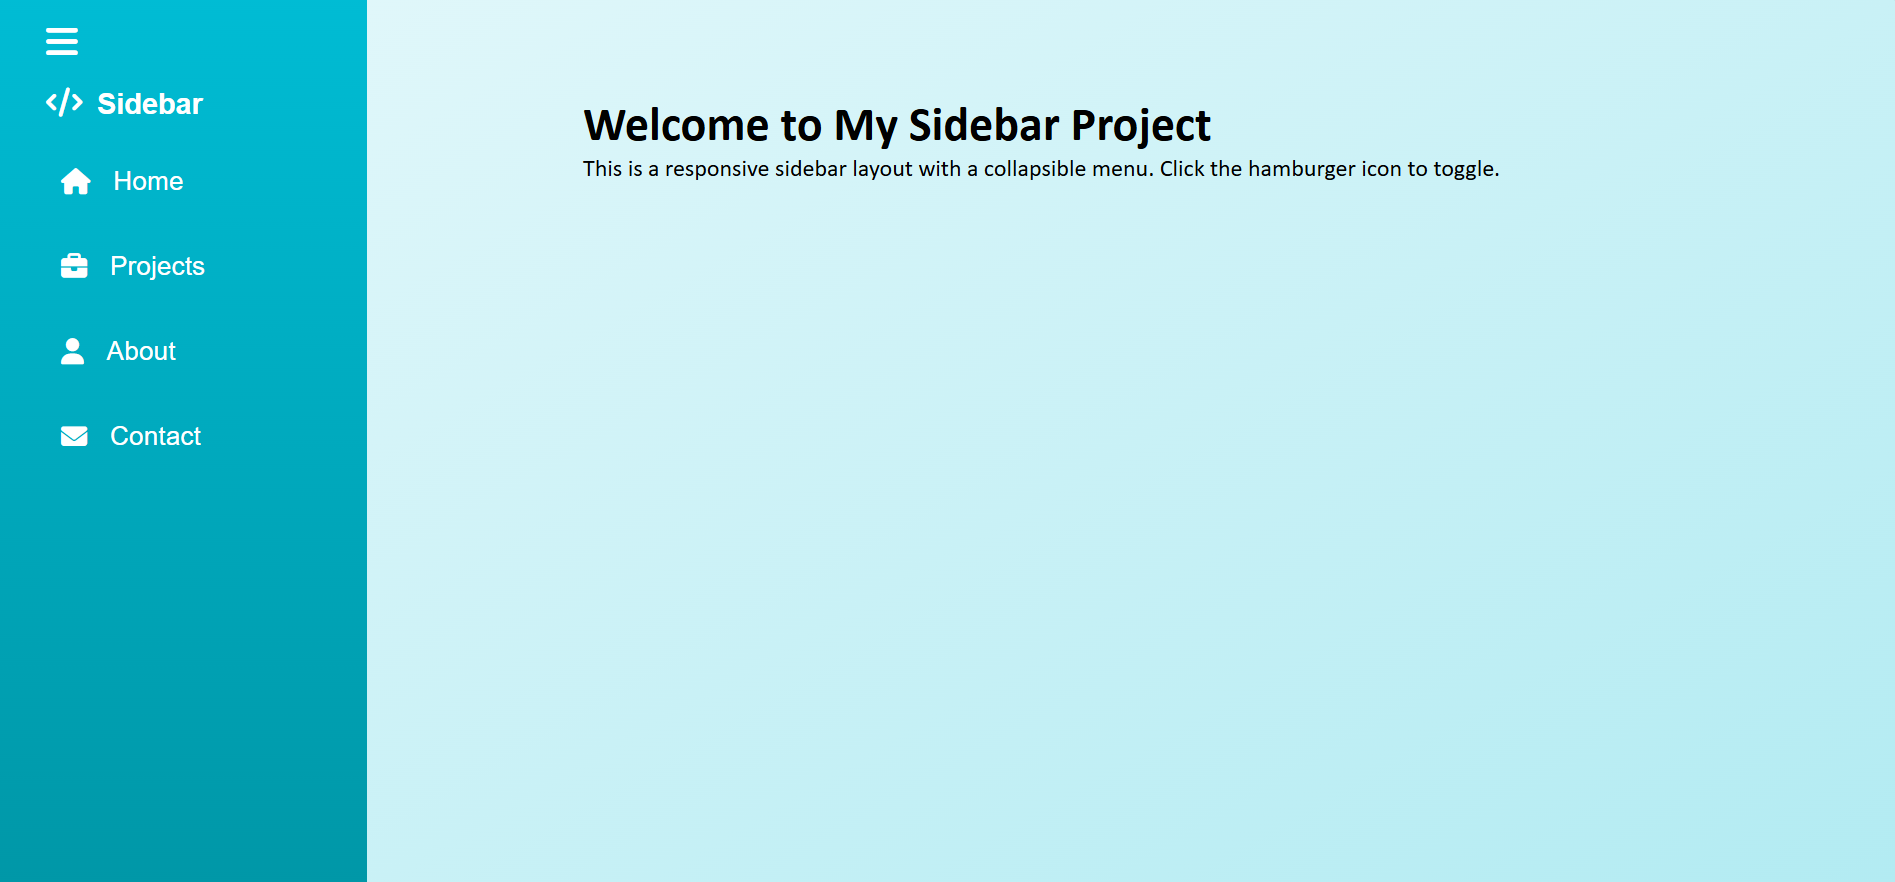 Sidebar
Home
Projects
About
Contact
Welcome to My Sidebar Project
This is a responsive sidebar layout with a collapsible menu. Click the hamburger icon to toggle.